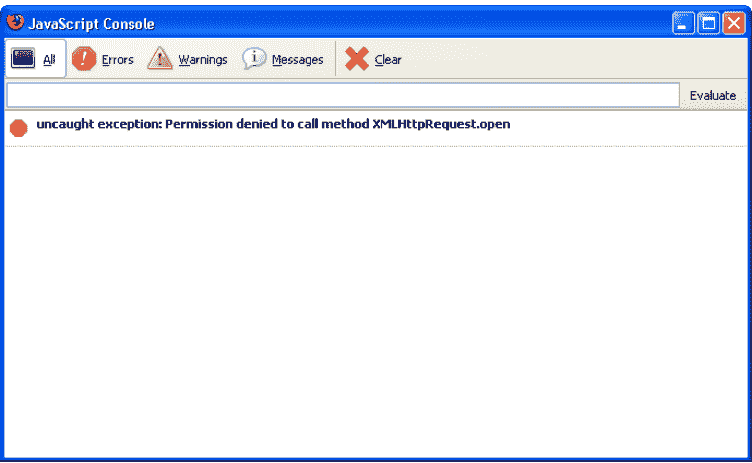 JavaScript Console
All Errors Warnings Messages Clear
Evaluate
uncaught exception: Permission denied to call method XMLHttpRequest.open